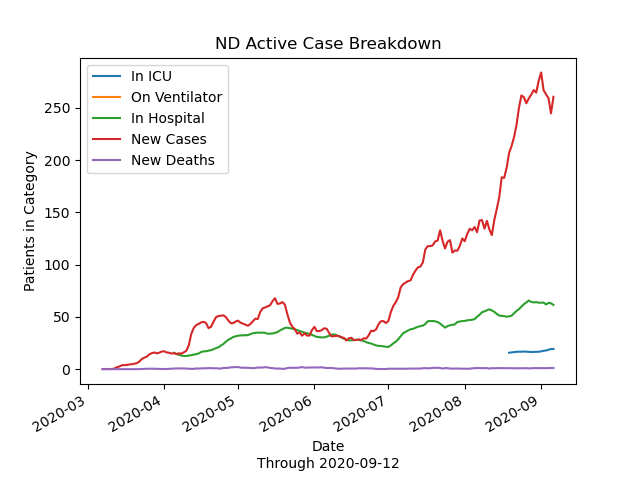 ND Active Case Breakdown
In ICU
On Ventilator
In Hospital
New Cases
New Deaths
Patients in Category
250
200
150
100
50
0
2020-03
2020-04
2020-05
2020-06
2020-07
2020-08
2020-09
Date
Through 2020-09-12